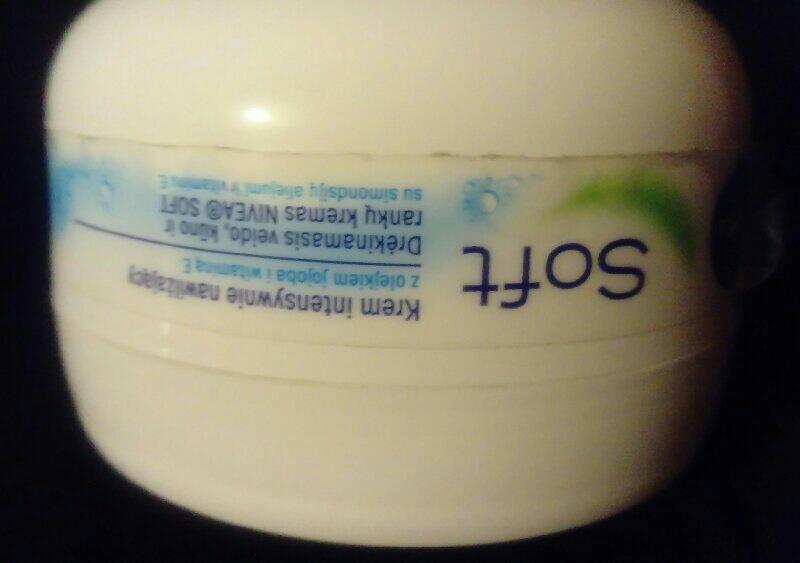 Soft
Krem intensywnie nawilżający
z olejkiem jojoba i witaminą E
Drėkinamasis veido, kūno ir
rankų kremas NIVEA® SOFT
su simondsijų aliejumi ir vitaminu E